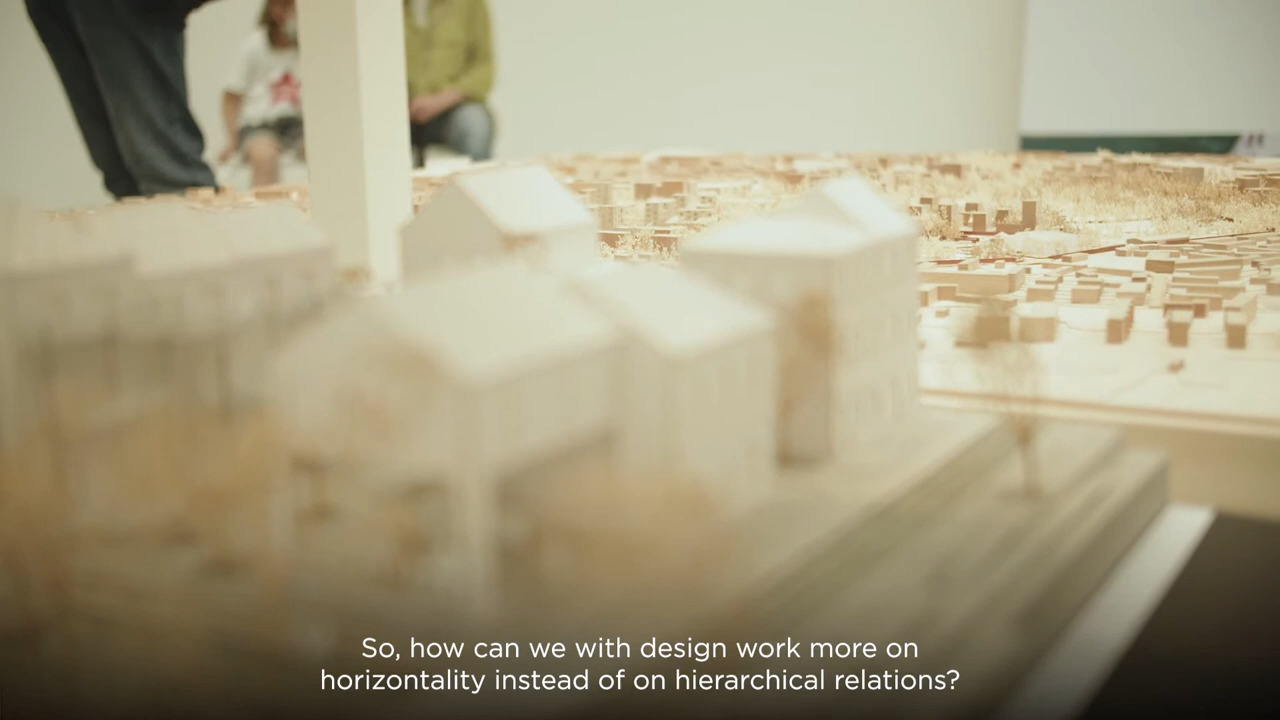 So, how can we with design work more on
horizontality instead of on hierarchical relations?